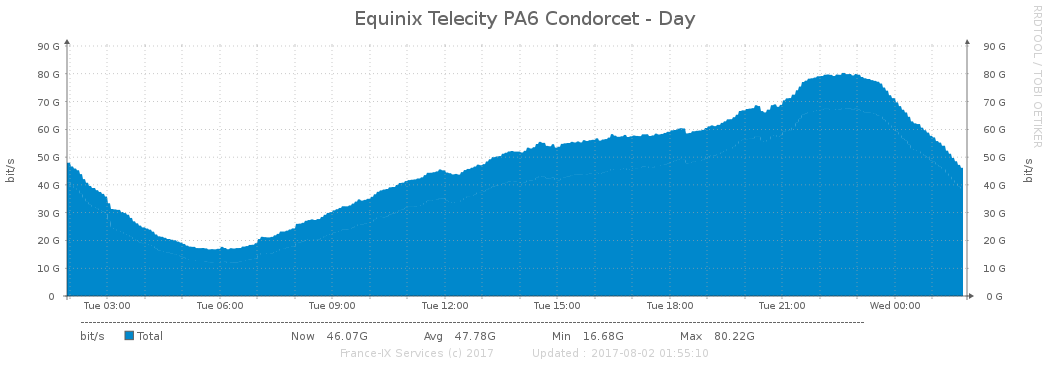 Equinix Telecity PA6 Condorcet - Day
RRDTOOL / TOBI OETIKER
bit/s
90 G 90 G
80 G 80 G
70 G 70 G
60 G 60 G
50 G 50 G
40 G 40 G
30 G 30 G
20 G 20 G
10 G 10 G
0 0 G
bit/s
Tue 03:00 Tue 06:00 Tue 09:00 Tue 12:00 Tue 15:00 Tue 18:00 Tue 21:00 Wed 00:00
bit/s Total Now 46.07G Avg 47.78G Min 16.68G Max 80.22G
France-IX Services (c) 2017 Updated : 2017-08-02 01:55:10